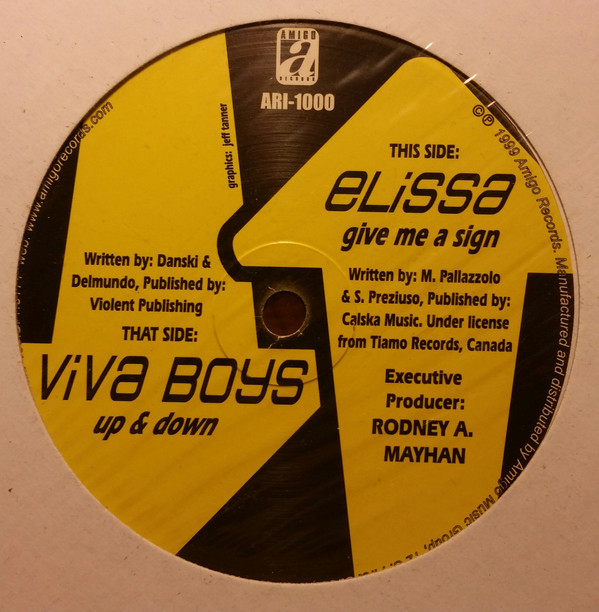 AMIGO
a
RECORDS
ARI-1000
graphics: jeff tanner
www.amigorecords.com
Written by: Danski &
Delmundo, Published by:
Violent Publishing
THAT SIDE:
ViVa BOYS
up & down
THIS SIDE:
eLiSSa
give me a sign
Written by: M. Pallazzolo
& S. Preziuso, Published by:
Calska Music. Under license
from Tiamo Records, Canada
Executive
Producer:
RODNEY A.
MAYHAN
©℗ 1999 Amigo Records. Manufactured and distributed by Amigo Music Group,